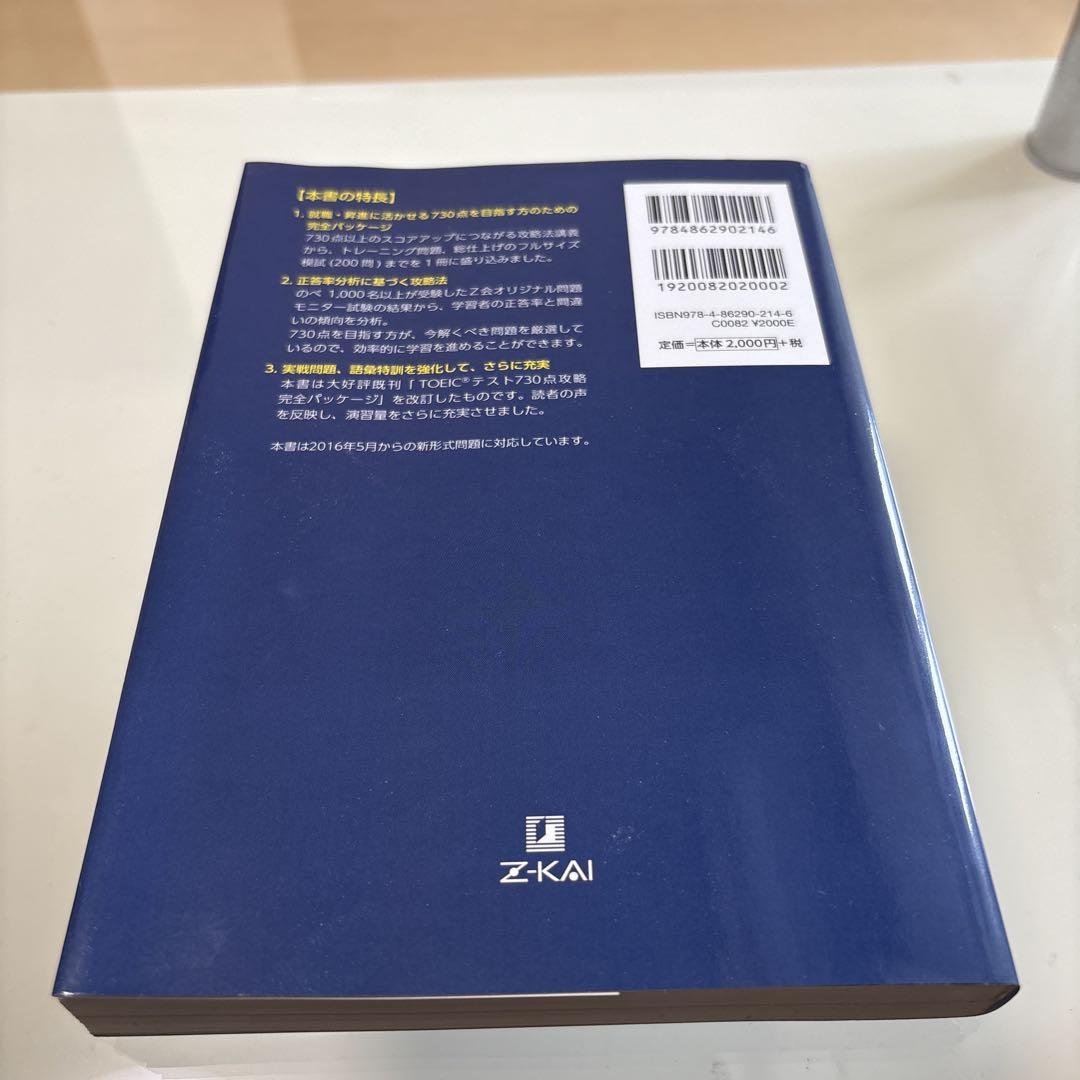 【本書の特長】
1. 就職・昇進に活かせる730点を目指す方のための
完全パッケージ
730点以上のスコアアップにつながる攻略法講義
から、トレーニング問題、総仕上げのフルサイズ
模試(200問)までを1冊に盛り込みました。
2. 正答率分析に基づく攻略法
のべ 1,000名以上が受験したZ会オリジナル問題
モニター試験の結果から、学習者の正答率と間違
いの傾向を分析。
730点を目指す方が、今解くべき問題を厳選して
いるので、効率的に学習を進めることができます。
3. 実戦問題、語彙特訓を強化して、さらに充実
本書は大好評既刊「TOEIC®テスト730点攻略
完全パッケージ」を改訂したものです。読者の声
を反映し、演習量をさらに充実させました。
本書は2016年5月からの新形式問題に対応しています。
9784862902146
1920082020002
ISBN978-4-86290-214-6
C0082 ¥2000E
定価=本体 2,000円+税
Z-KAI